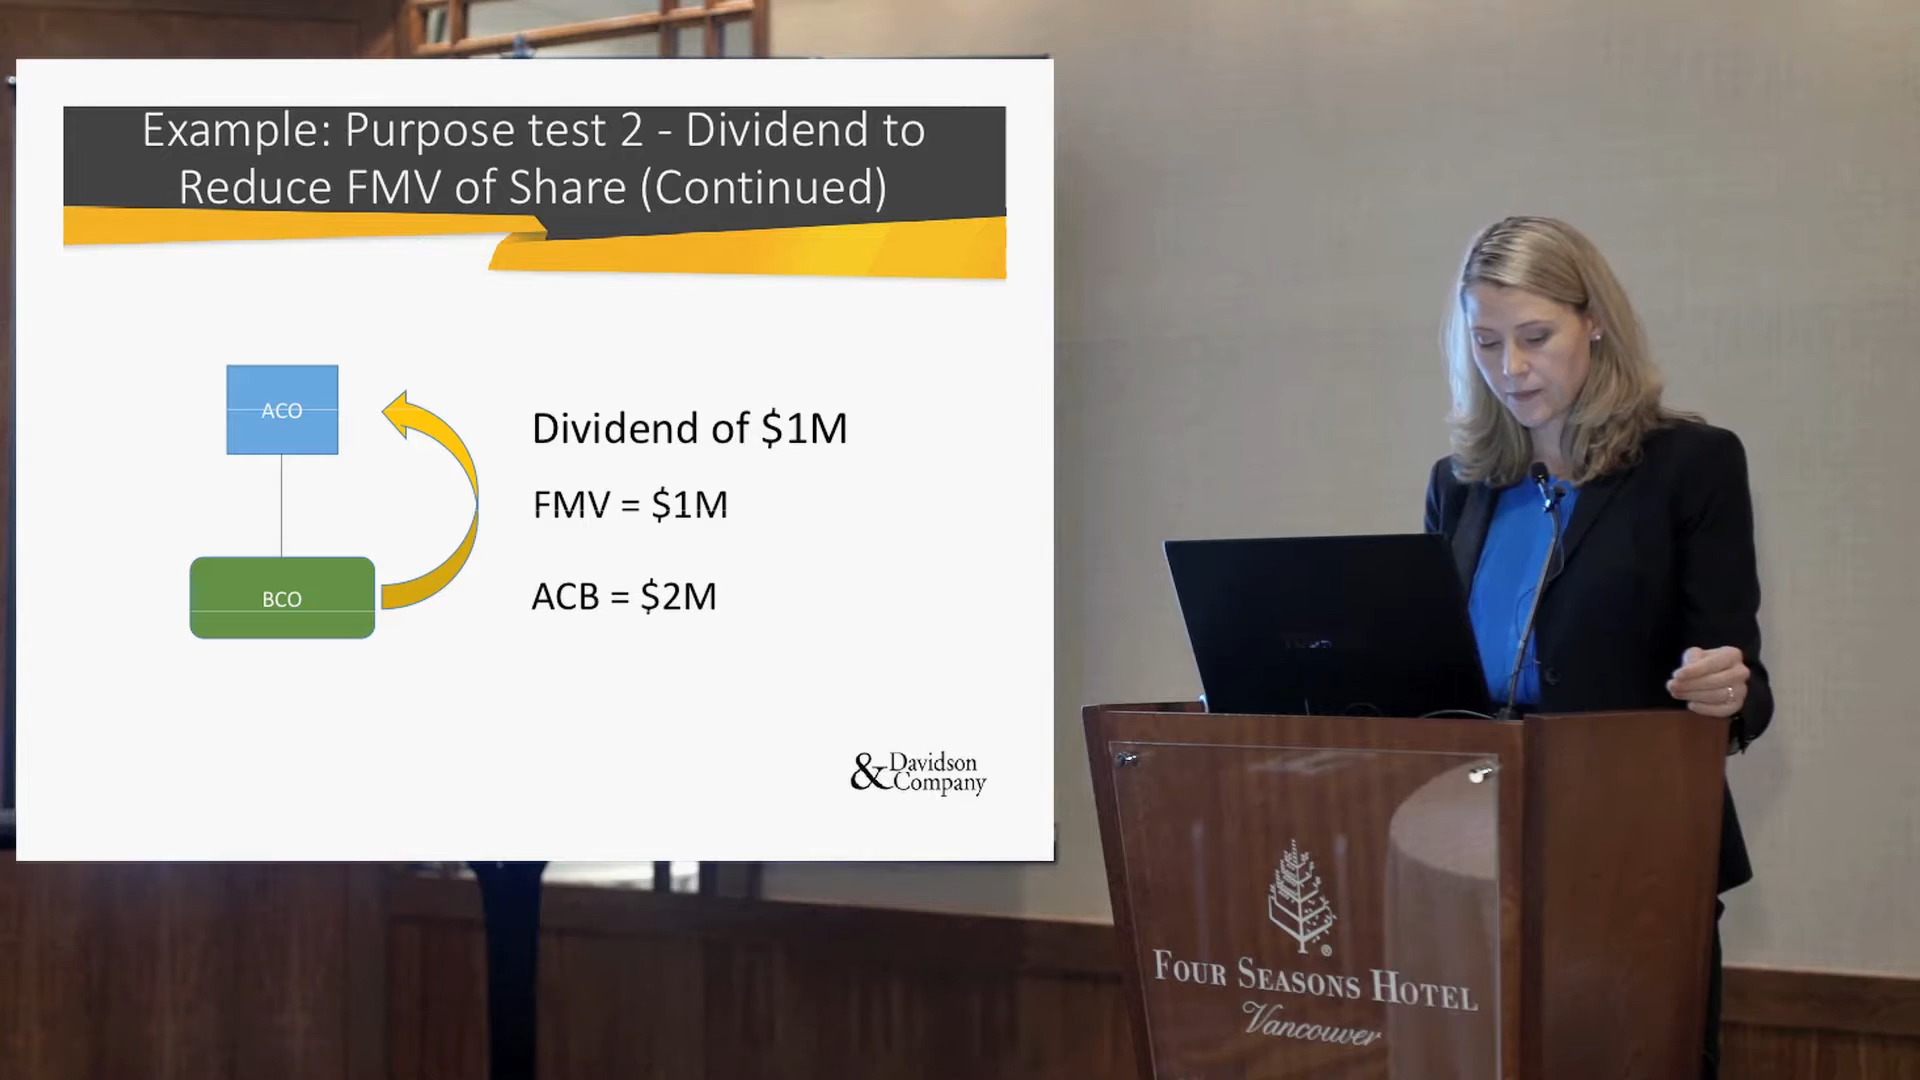 Example: Purpose test 2 - Dividend to
Reduce FMV of Share (Continued)
ACO
BCO
Dividend of $1M
FMV = $1M
ACB = $2M
& Davidson
Company
FOUR SEASONS HOTEL
Vancouver